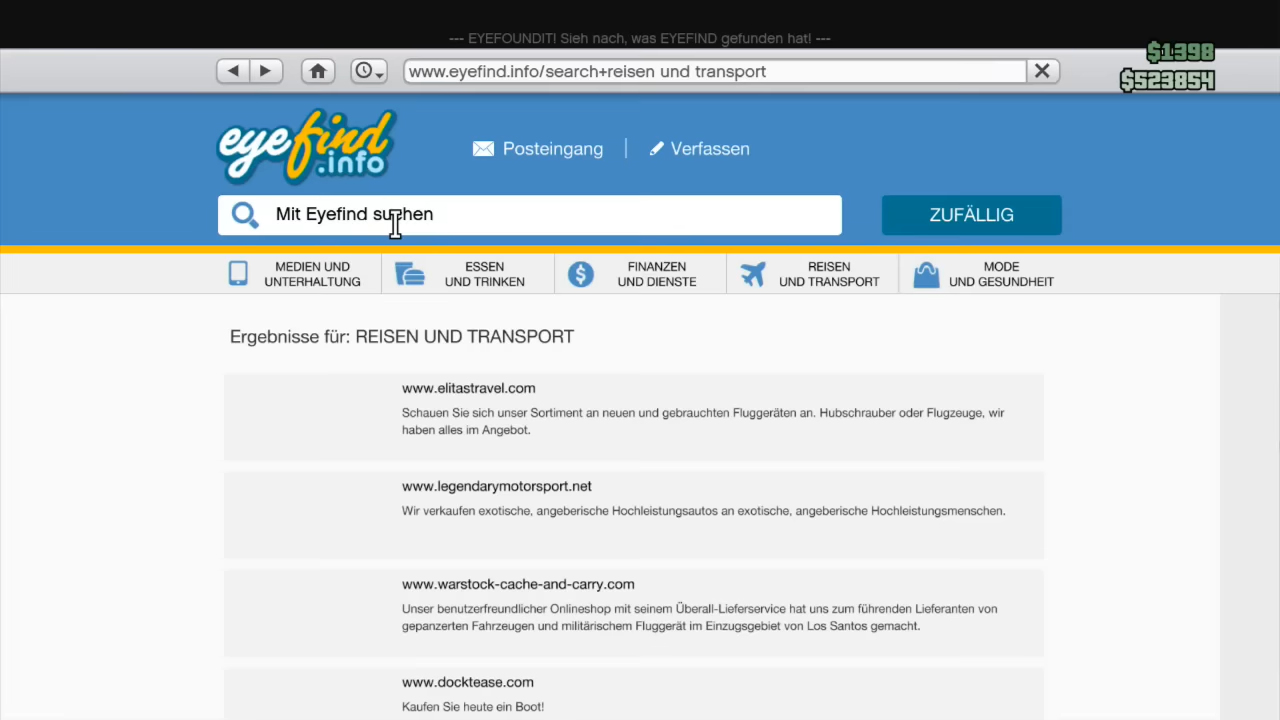 --- EYEFOUNDIT! Sieh nach, was EYEFIND gefunden hat! ---
$1398
www.eyefind.info/search+reisen und transport
$523854
eyefind.info
Posteingang
Verfassen
Mit Eyefind suchen
ZUFÄLLIG
MEDIEN UND
UNTERHALTUNG
ESSEN
UND TRINKEN
FINANZEN
UND DIENSTE
REISEN
UND TRANSPORT
MODE
UND GESUNDHEIT
Ergebnisse für: REISEN UND TRANSPORT
www.elitastravel.com
Schauen Sie sich unser Sortiment an neuen und gebrauchten Fluggeräten an. Hubschrauber oder Flugzeuge, wir
haben alles im Angebot.
www.legendarymotorsport.net
Wir verkaufen exotische, angeberische Hochleistungsautos an exotische, angeberische Hochleistungsmenschen.
www.warstock-cache-and-carry.com
Unser benutzerfreundlicher Onlineshop mit seinem Überall-Lieferservice hat uns zum führenden Lieferanten von
gepanzerten Fahrzeugen und militärischem Fluggerät im Einzugsgebiet von Los Santos gemacht.
www.docktease.com
Kaufen Sie heute ein Boot!